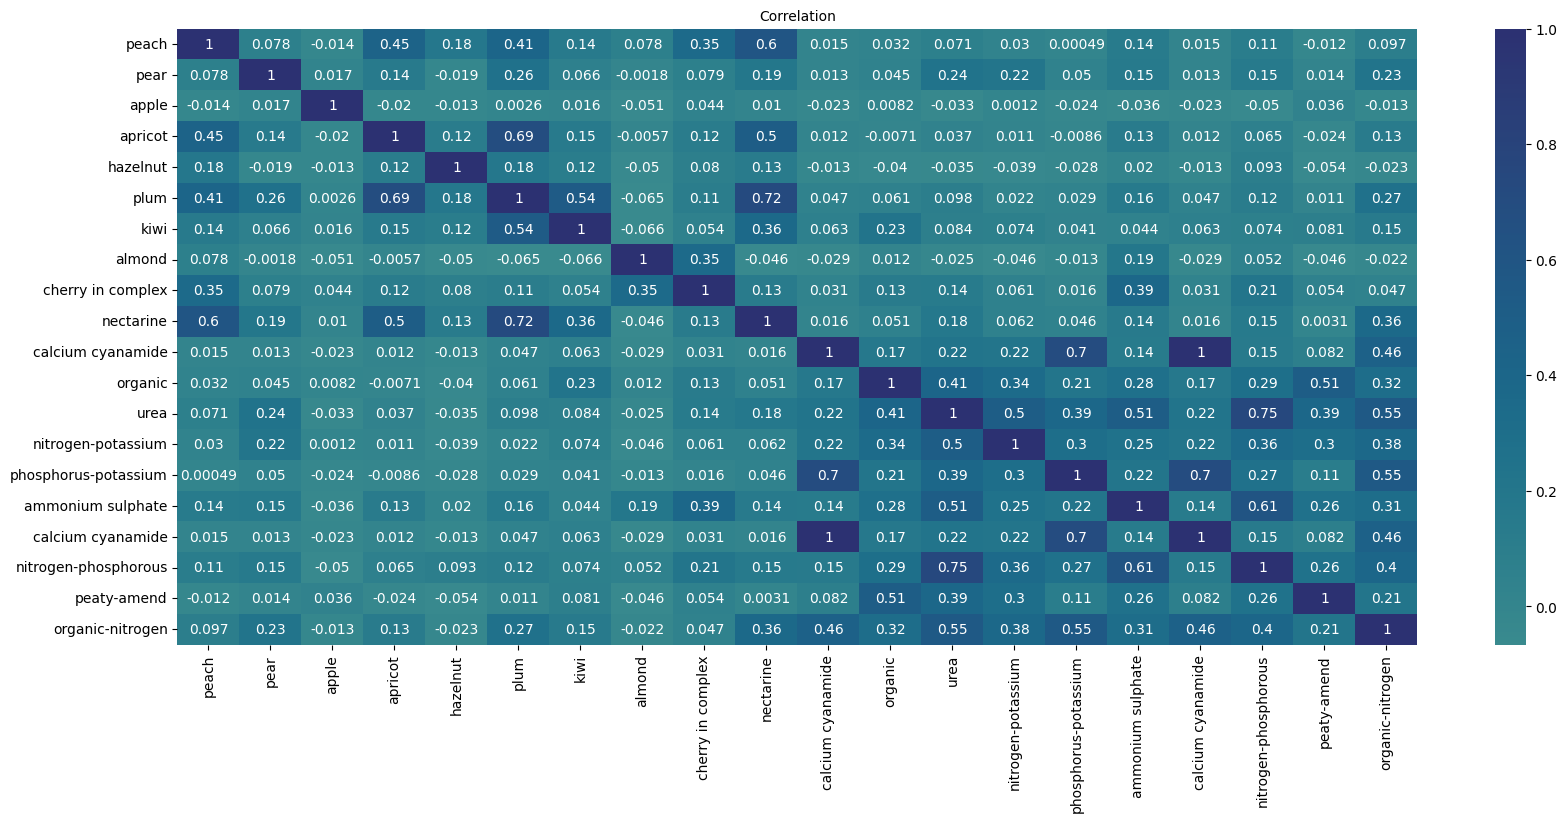 Correlation
peach 1 0.078 -0.014 0.45 0.18 0.41 0.14 0.078 0.35 0.6 0.015 0.032 0.071 0.03 0.00049 0.14 0.015 0.11 -0.012 0.097
pear 0.078 1 0.017 0.14 -0.019 0.26 0.066 -0.0018 0.079 0.19 0.013 0.045 0.24 0.22 0.05 0.15 0.013 0.15 0.014 0.23
apple -0.014 0.017 1 -0.02 -0.013 0.0026 0.016 -0.051 0.044 0.01 -0.023 0.0082 -0.033 0.0012 -0.024 -0.036 -0.023 -0.05 0.036 -0.013
apricot 0.45 0.14 -0.02 1 0.12 0.69 0.15 -0.0057 0.12 0.5 0.012 -0.0071 0.037 0.011 -0.0086 0.13 0.012 0.065 -0.024 0.13
hazelnut 0.18 -0.019 -0.013 0.12 1 0.18 0.12 -0.05 0.08 0.13 -0.013 -0.04 -0.035 -0.039 -0.028 0.02 -0.013 0.093 -0.054 -0.023
plum 0.41 0.26 0.0026 0.69 0.18 1 0.54 -0.065 0.11 0.72 0.047 0.061 0.098 0.022 0.029 0.16 0.047 0.12 0.011 0.27
kiwi 0.14 0.066 0.016 0.15 0.12 0.54 1 -0.066 0.054 0.36 0.063 0.23 0.084 0.074 0.041 0.044 0.063 0.074 0.081 0.15
almond 0.078 -0.0018 -0.051 -0.0057 -0.05 -0.065 -0.066 1 0.35 -0.046 -0.029 0.012 -0.025 -0.046 -0.013 0.19 -0.029 0.052 -0.046 -0.022
cherry in complex 0.35 0.079 0.044 0.12 0.08 0.11 0.054 0.35 1 0.13 0.031 0.13 0.14 0.061 0.016 0.39 0.031 0.21 0.054 0.047
nectarine 0.6 0.19 0.01 0.5 0.13 0.72 0.36 -0.046 0.13 1 0.016 0.051 0.18 0.062 0.046 0.14 0.016 0.15 0.0031 0.36
calcium cyanamide 0.015 0.013 -0.023 0.012 -0.013 0.047 0.063 -0.029 0.031 0.016 1 0.17 0.22 0.22 0.7 0.14 1 0.15 0.082 0.46
organic 0.032 0.045 0.0082 -0.0071 -0.04 0.061 0.23 0.012 0.13 0.051 0.17 1 0.41 0.34 0.21 0.28 0.17 0.29 0.51 0.32
urea 0.071 0.24 -0.033 0.037 -0.035 0.098 0.084 -0.025 0.14 0.18 0.22 0.41 1 0.5 0.39 0.51 0.22 0.75 0.39 0.55
nitrogen-potassium 0.03 0.22 0.0012 0.011 -0.039 0.022 0.074 -0.046 0.061 0.062 0.22 0.34 0.5 1 0.3 0.25 0.22 0.36 0.3 0.38
phosphorus-potassium 0.00049 0.05 -0.024 -0.0086 -0.028 0.029 0.041 -0.013 0.016 0.046 0.7 0.21 0.39 0.3 1 0.22 0.7 0.27 0.11 0.55
ammonium sulphate 0.14 0.15 -0.036 0.13 0.02 0.16 0.044 0.19 0.39 0.14 0.14 0.28 0.51 0.25 0.22 1 0.14 0.61 0.26 0.31
calcium cyanamide 0.015 0.013 -0.023 0.012 -0.013 0.047 0.063 -0.029 0.031 0.016 1 0.17 0.22 0.22 0.7 0.14 1 0.15 0.082 0.46
nitrogen-phosphorous 0.11 0.15 -0.05 0.065 0.093 0.12 0.074 0.052 0.21 0.15 0.15 0.29 0.75 0.36 0.27 0.61 0.15 1 0.26 0.4
peaty-amend -0.012 0.014 0.036 -0.024 -0.054 0.011 0.081 -0.046 0.054 0.0031 0.082 0.51 0.39 0.3 0.11 0.26 0.082 0.26 1 0.21
organic-nitrogen 0.097 0.23 -0.013 0.13 -0.023 0.27 0.15 -0.022 0.047 0.36 0.46 0.32 0.55 0.38 0.55 0.31 0.46 0.4 0.21 1
peach
pear
apple
apricot
hazelnut
plum
kiwi
almond
cherry in complex
nectarine
calcium cyanamide
organic
urea
nitrogen-potassium
phosphorus-potassium
ammonium sulphate
calcium cyanamide
nitrogen-phosphorous
peaty-amend
organic-nitrogen
1.0
0.8
0.6
0.4
0.2
0.0